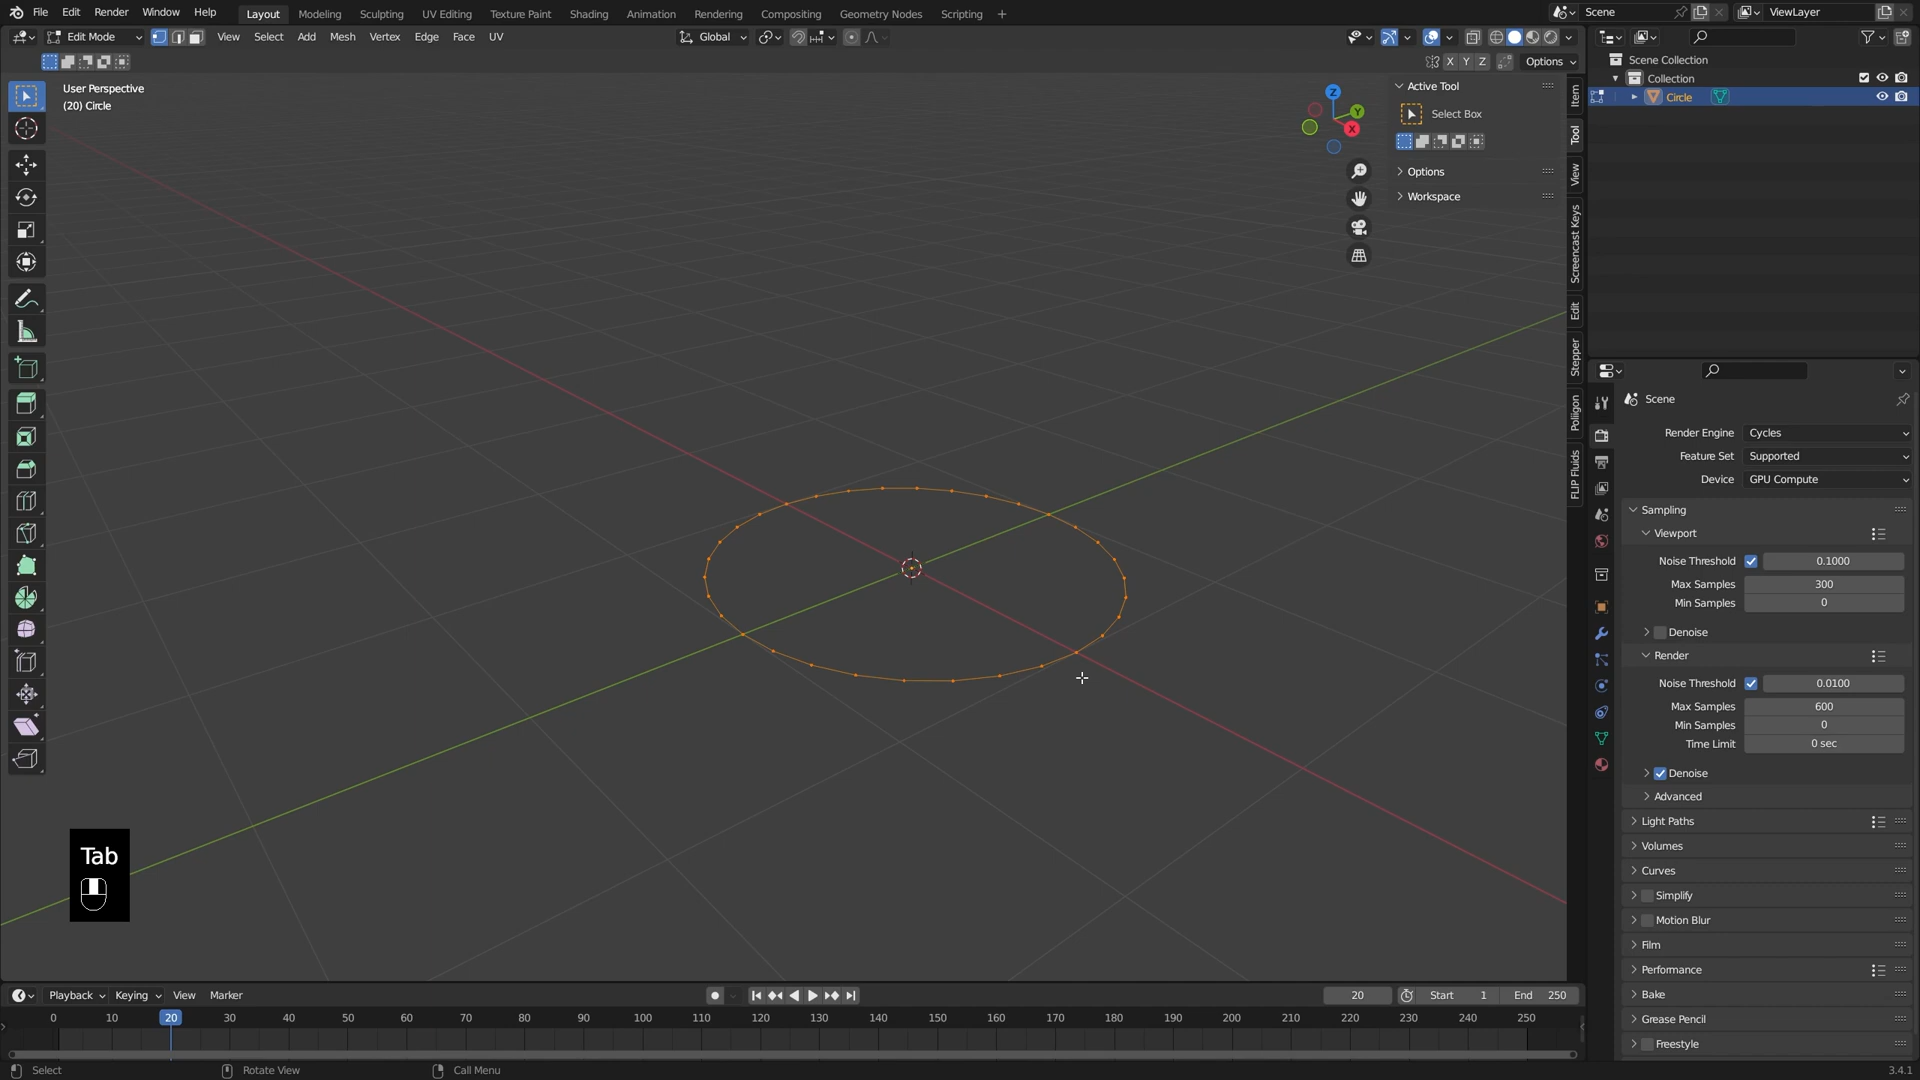 File Edit Render Window Help Layout Modeling Sculpting UV Editing Texture Paint Shading Animation Rendering Compositing Geometry Nodes Scripting + Scene ViewLayer
Edit Mode View Select Add Mesh Vertex Edge Face UV Global
X Y Z Options
User Perspective
(20) Circle
Z
Y
X
Active Tool
Select Box
Options
Workspace
Item
Tool
View
Screencast Keys
Edit
Stepper
Poliigon
FLIP Fluids
Scene Collection
Collection
Circle
Scene
Render Engine Cycles
Feature Set Supported
Device GPU Compute
Sampling
Viewport
Noise Threshold 0.1000
Max Samples 300
Min Samples 0
Denoise
Render
Noise Threshold 0.0100
Max Samples 600
Min Samples 0
Time Limit 0 sec
Denoise
Advanced
Light Paths
Volumes
Curves
Simplify
Motion Blur
Film
Performance
Bake
Grease Pencil
Freestyle
Tab
Playback Keying View Marker 20 Start 1 End 250
0 10 20 30 40 50 60 70 80 90 100 110 120 130 140 150 160 170 180 190 200 210 220 230 240 250
Select Rotate View Call Menu 3.4.1